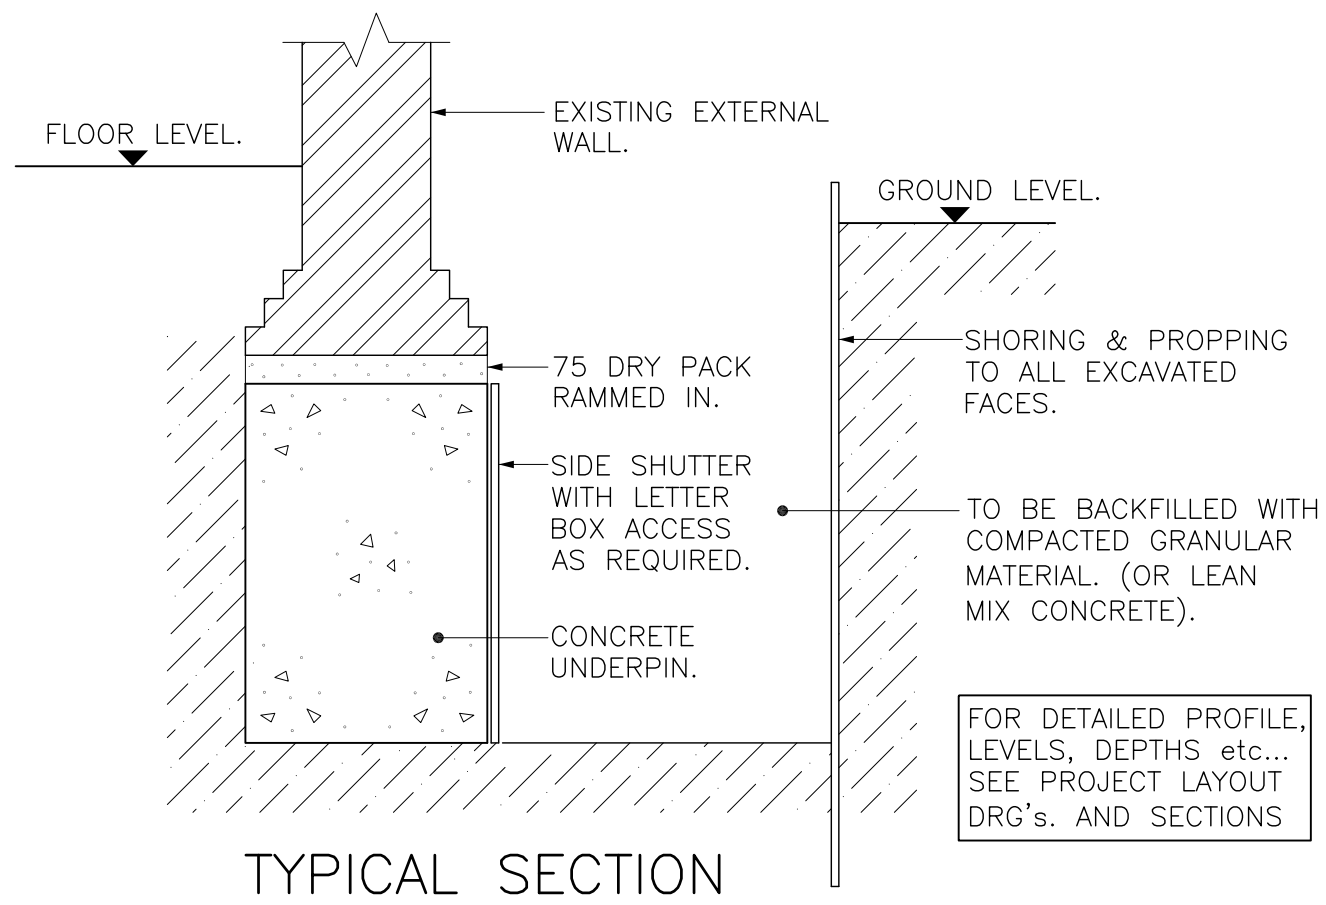 FLOOR LEVEL.
EXISTING EXTERNAL
WALL.
GROUND LEVEL.
SHORING & PROPPING
TO ALL EXCAVATED
FACES.
75 DRY PACK
RAMMED IN.
SIDE SHUTTER
WITH LETTER
BOX ACCESS
AS REQUIRED.
TO BE BACKFILLED WITH
COMPACTED GRANULAR
MATERIAL. (OR LEAN
MIX CONCRETE).
CONCRETE
UNDERPIN.
FOR DETAILED PROFILE,
LEVELS, DEPTHS etc...
SEE PROJECT LAYOUT
DRG's. AND SECTIONS
TYPICAL SECTION